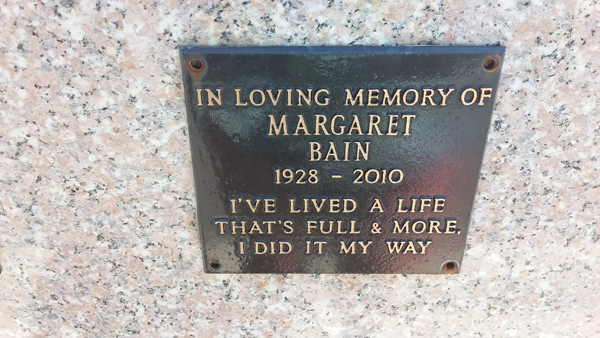 IN LOVING MEMORY OF
MARGARET
BAIN
1928 - 2010
I'VE LIVED A LIFE
THAT'S FULL & MORE,
I DID IT MY WAY